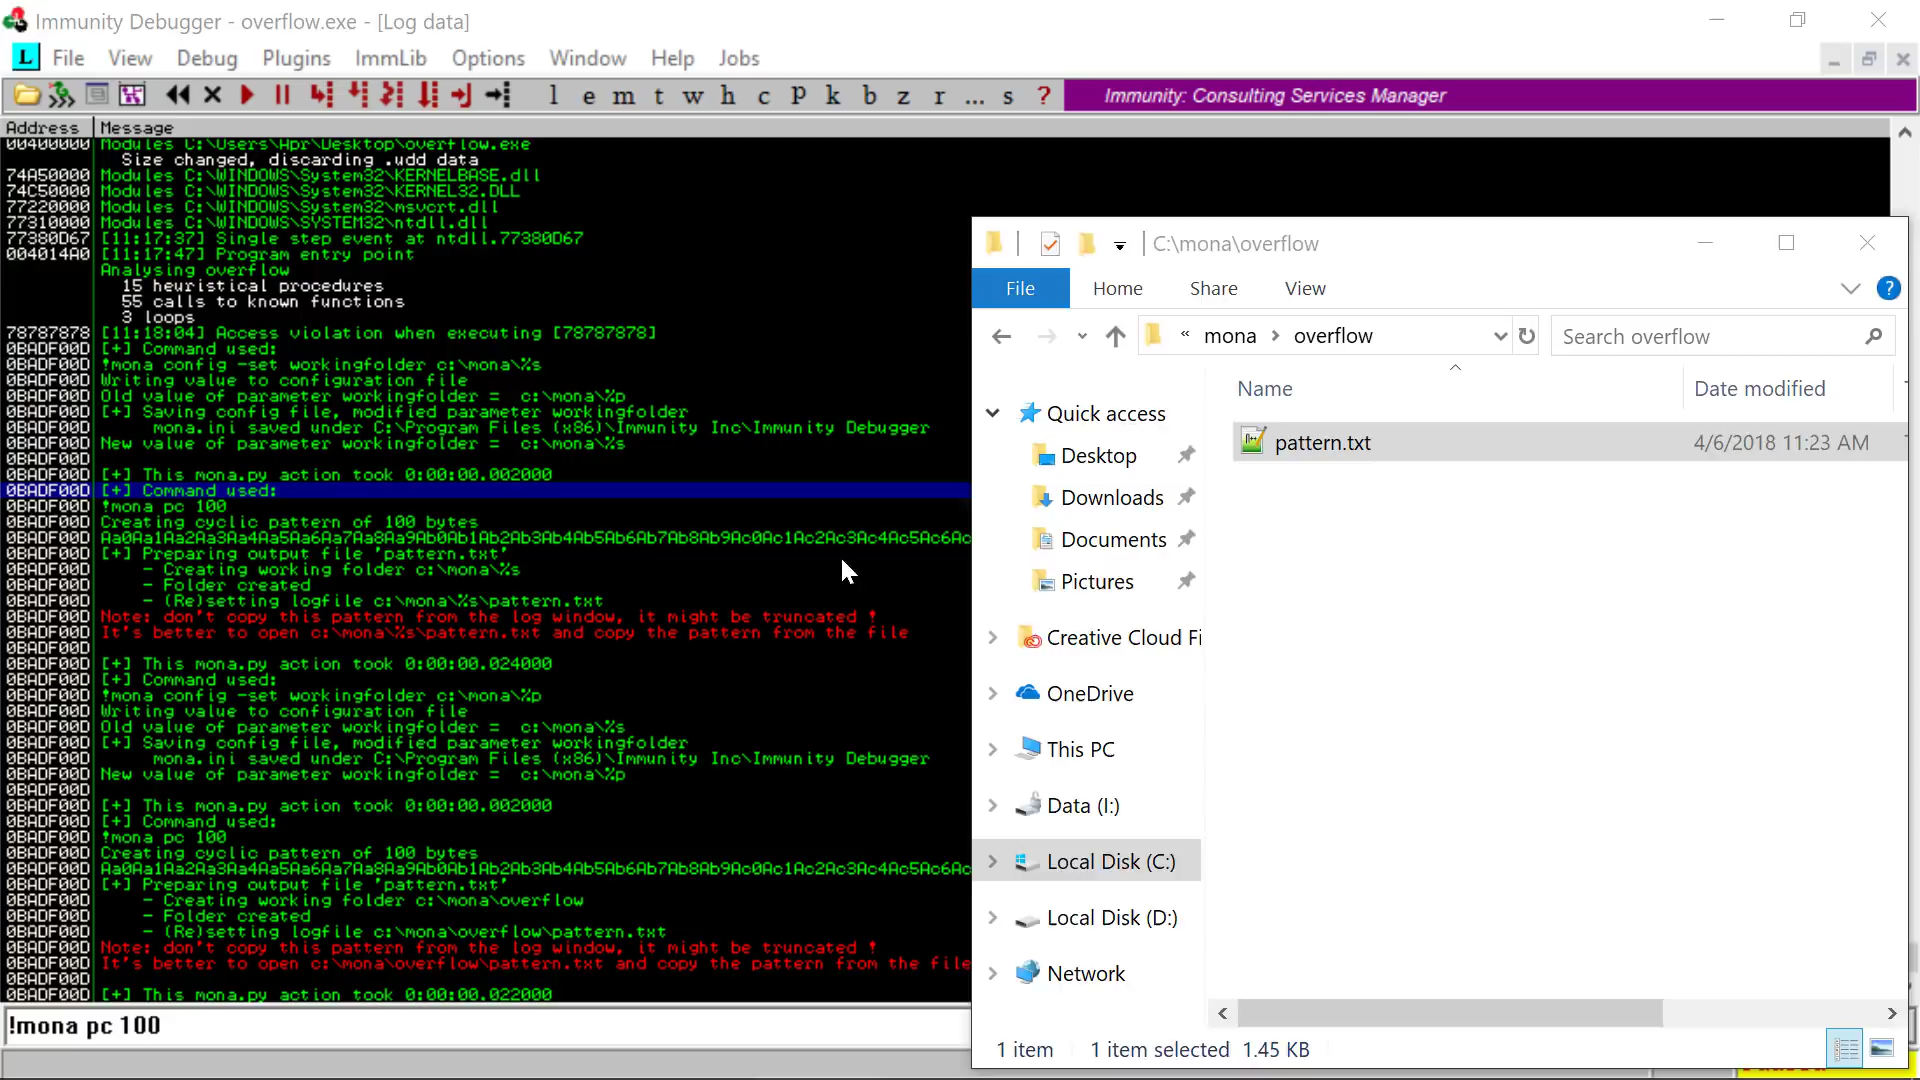 Immunity Debugger - overflow.exe - [Log data]
L File View Debug Plugins ImmLib Options Window Help Jobs
l e m t w h c P k b z r ... s ? Immunity: Consulting Services Manager
Address Message
00400000 Modules C:\Users\Apr\Desktop\overflow.exe
Size changed, discarding .udd data
74A50000 Modules C:\WINDOWS\System32\KERNELBASE.dll
74C50000 Modules C:\WINDOWS\System32\KERNEL32.DLL
77220000 Modules C:\WINDOWS\System32\msvcrt.dll
77310000 Modules C:\WINDOWS\SYSTEM32\ntdll.dll
77380D67 [11:17:37] Single step event at ntdll.77380D67
004014A0 [11:17:47] Program entry point
Analysing overflow
15 heuristical procedures
55 calls to known functions
3 loops
78787878 [11:18:04] Access violation when executing [78787878]
0BADF00D [+] Command used:
0BADF00D !mona config -set workingfolder c:\mona\%s
0BADF00D Writing value to configuration file
0BADF00D Old value of parameter workingfolder = c:\mona\%p
0BADF00D [+] Saving config file, modified parameter workingfolder
0BADF00D mona.ini saved under C:\Program Files (x86)\Immunity Inc\Immunity Debugger
0BADF00D New value of parameter workingfolder = c:\mona\%s
0BADF00D
0BADF00D [+] This mona.py action took 0:00:00.002000
0BADF00D [+] Command used:
0BADF00D !mona pc 100
0BADF00D Creating cyclic pattern of 100 bytes
0BADF00D Aa0Aa1Aa2Aa3Aa4Aa5Aa6Aa7Aa8Aa9Ab0Ab1Ab2Ab3Ab4Ab5Ab6Ab7Ab8Ab9Ac0Ac1Ac2Ac3Ac4Ac5Ac6Ac
0BADF00D [+] Preparing output file 'pattern.txt'
0BADF00D - Creating working folder c:\mona\%s
0BADF00D - Folder created
0BADF00D - (Re)setting logfile c:\mona\%s\pattern.txt
0BADF00D Note: don't copy this pattern from the log window, it might be truncated !
0BADF00D It's better to open c:\mona\%s\pattern.txt and copy the pattern from the file
0BADF00D
0BADF00D [+] This mona.py action took 0:00:00.024000
0BADF00D [+] Command used:
0BADF00D !mona config -set workingfolder c:\mona\%p
0BADF00D Writing value to configuration file
0BADF00D Old value of parameter workingfolder = c:\mona\%s
0BADF00D [+] Saving config file, modified parameter workingfolder
0BADF00D mona.ini saved under C:\Program Files (x86)\Immunity Inc\Immunity Debugger
0BADF00D New value of parameter workingfolder = c:\mona\%p
0BADF00D
0BADF00D [+] This mona.py action took 0:00:00.002000
0BADF00D [+] Command used:
0BADF00D !mona pc 100
0BADF00D Creating cyclic pattern of 100 bytes
0BADF00D Aa0Aa1Aa2Aa3Aa4Aa5Aa6Aa7Aa8Aa9Ab0Ab1Ab2Ab3Ab4Ab5Ab6Ab7Ab8Ab9Ac0Ac1Ac2Ac3Ac4Ac5Ac6Ac
0BADF00D [+] Preparing output file 'pattern.txt'
0BADF00D - Creating working folder c:\mona\overflow
0BADF00D - Folder created
0BADF00D - (Re)setting logfile c:\mona\overflow\pattern.txt
0BADF00D Note: don't copy this pattern from the log window, it might be truncated !
0BADF00D It's better to open c:\mona\overflow\pattern.txt and copy the pattern from the file
0BADF00D
0BADF00D [+] This mona.py action took 0:00:00.022000
!mona pc 100
C:\mona\overflow
File Home Share View ?
« mona > overflow Search overflow
Name Date modified
Quick access
pattern.txt 4/6/2018 11:23 AM
Desktop
Downloads
Documents
Pictures
Creative Cloud Fi
OneDrive
This PC
Data (I:)
Local Disk (C:)
Local Disk (D:)
Network
1 item 1 item selected 1.45 KB